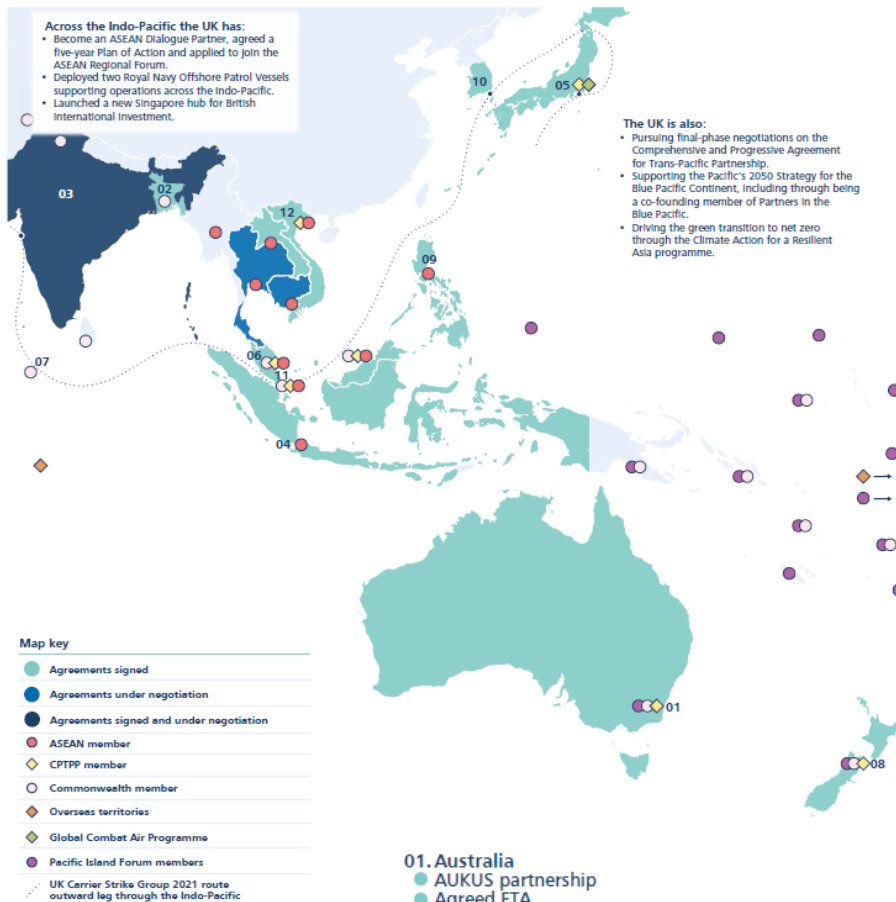 Across the Indo-Pacific the UK has:
• Become an ASEAN Dialogue Partner, agreed a
five-year Plan of Action and applied to join the
ASEAN Regional Forum.
• Deployed two Royal Navy Offshore Patrol Vessels
supporting operations across the Indo-Pacific.
• Launched a new Singapore hub for British
International Investment.
10
05
The UK is also:
• Pursuing final-phase negotiations on the
Comprehensive and Progressive Agreement
for Trans-Pacific Partnership.
• Supporting the Pacific's 2050 Strategy for the
Blue Pacific Continent, including through being
a co-founding member of Partners in the
Blue Pacific.
• Driving the green transition to net zero
through the Climate Action for a Resilient
Asia programme.
03
02
12
09
07
06
11
04
01
08
Map key
Agreements signed
Agreements under negotiation
Agreements signed and under negotiation
ASEAN member
CPTPP member
Commonwealth member
Overseas territories
Global Combat Air Programme
Pacific Island Forum members
UK Carrier Strike Group 2021 route
outward leg through the Indo-Pacific
01. Australia
AUKUS partnership
Agreed FTA